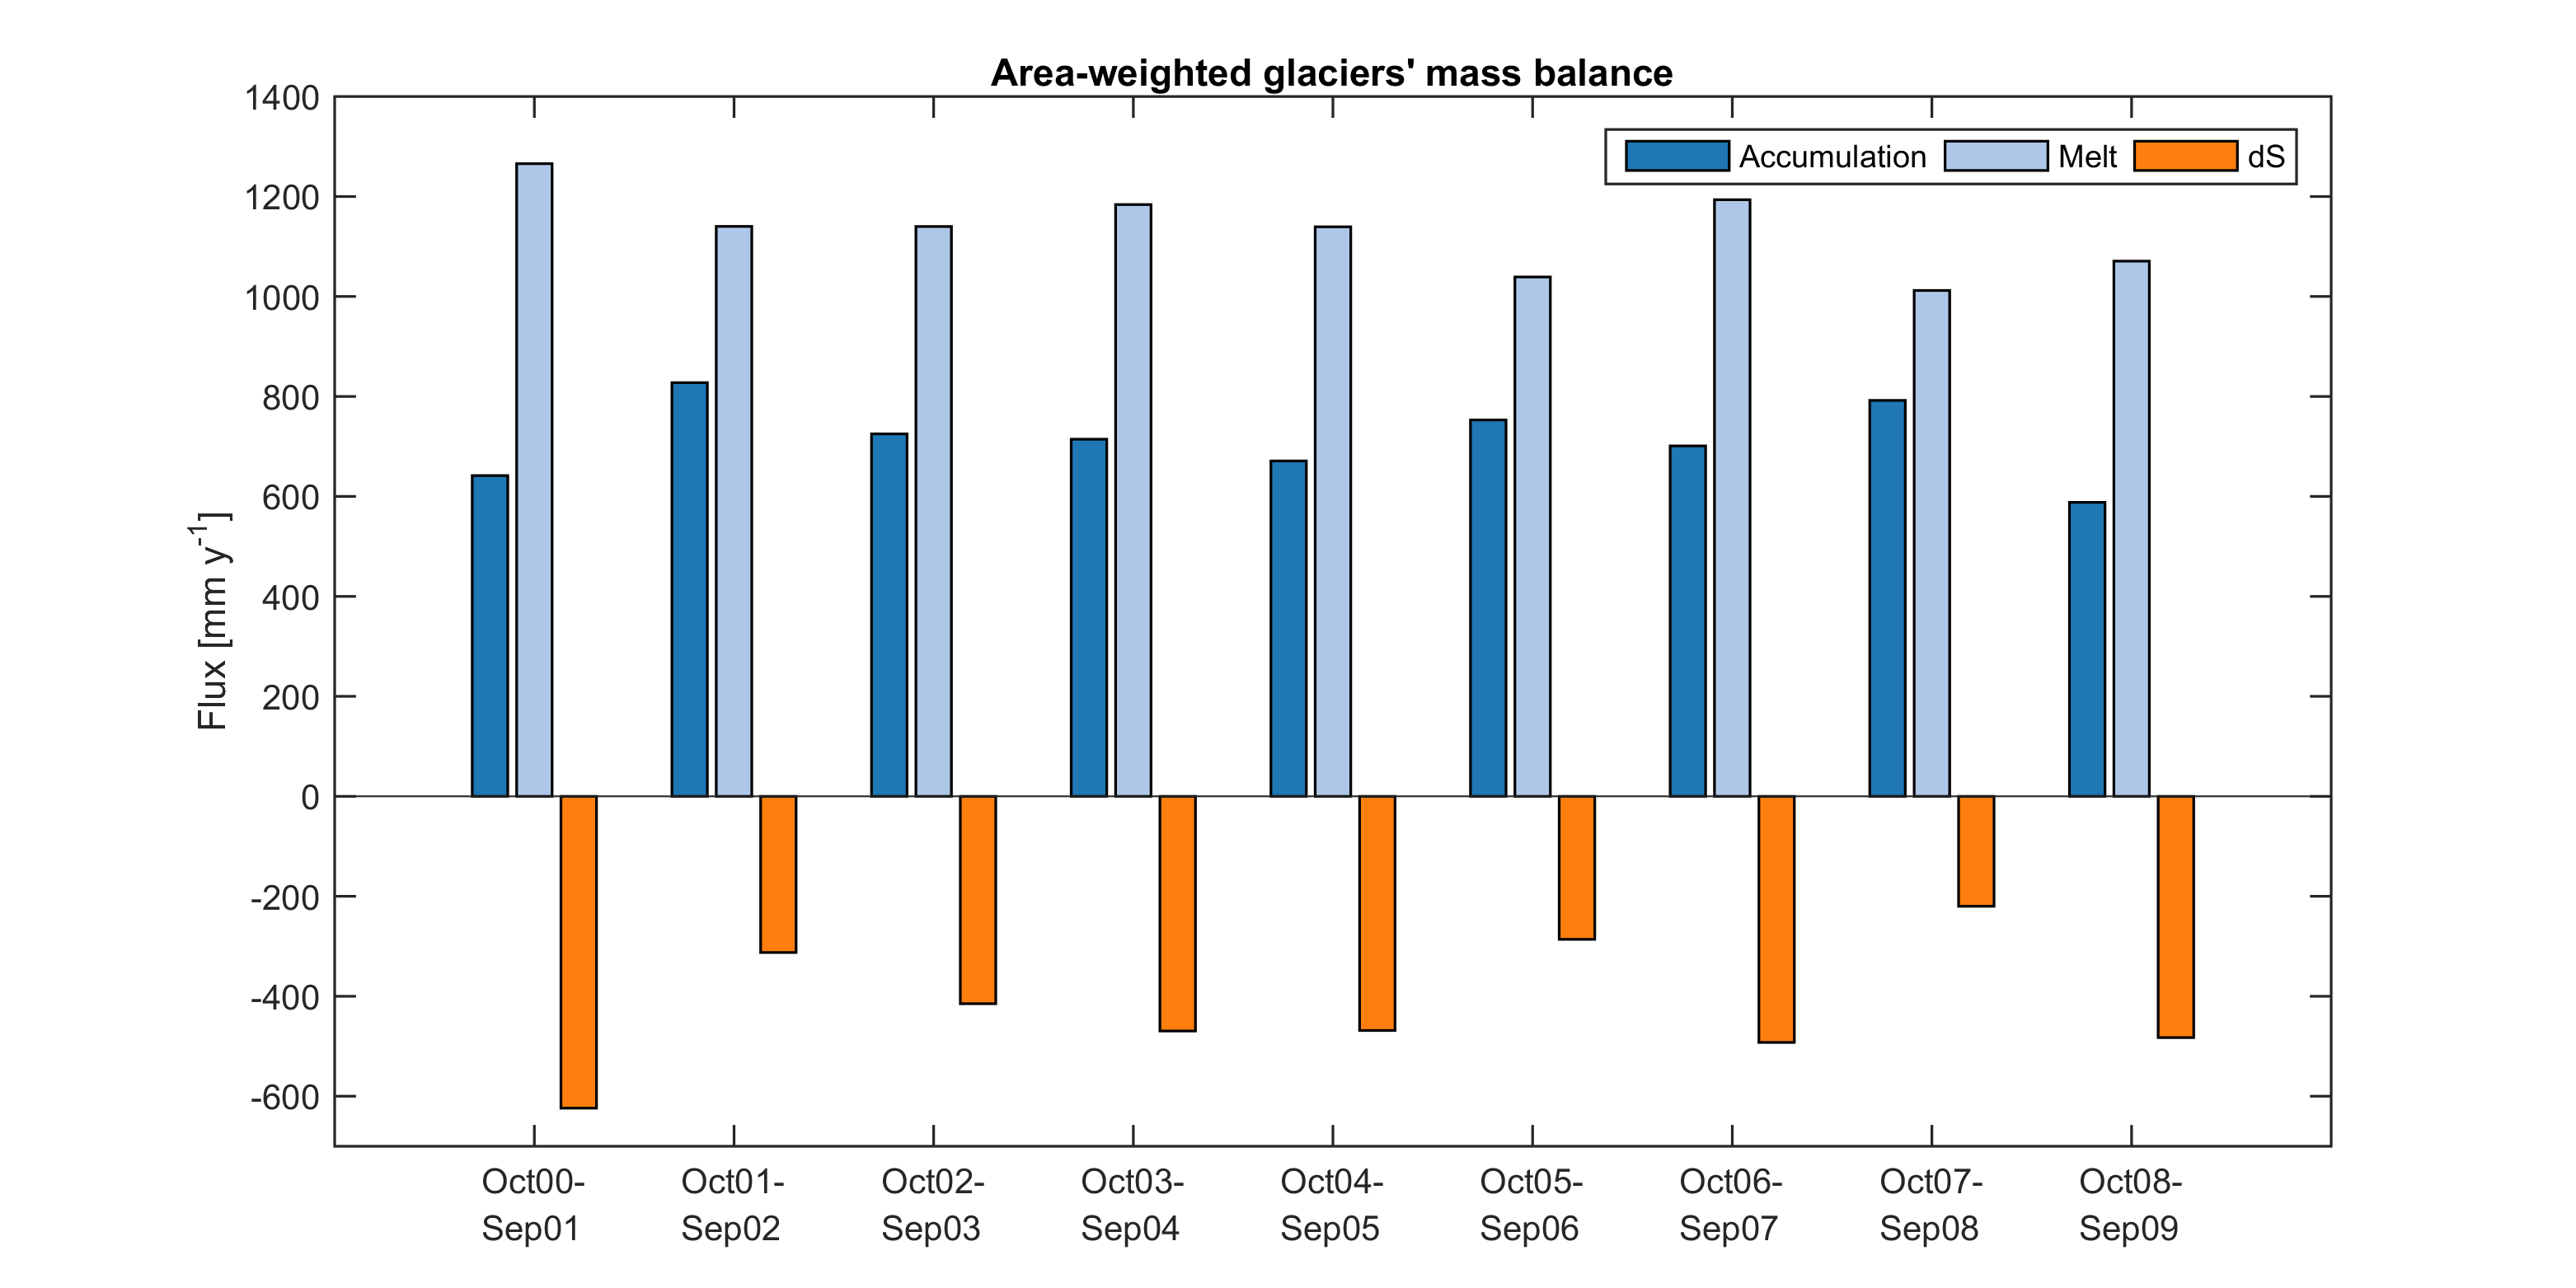 Area-weighted glaciers' mass balance
Accumulation Melt dS
Flux [mm y-1]
1400
1200
1000
800
600
400
200
0
-200
-400
-600
Oct00- Oct01- Oct02- Oct03- Oct04- Oct05- Oct06- Oct07- Oct08-
Sep01 Sep02 Sep03 Sep04 Sep05 Sep06 Sep07 Sep08 Sep09